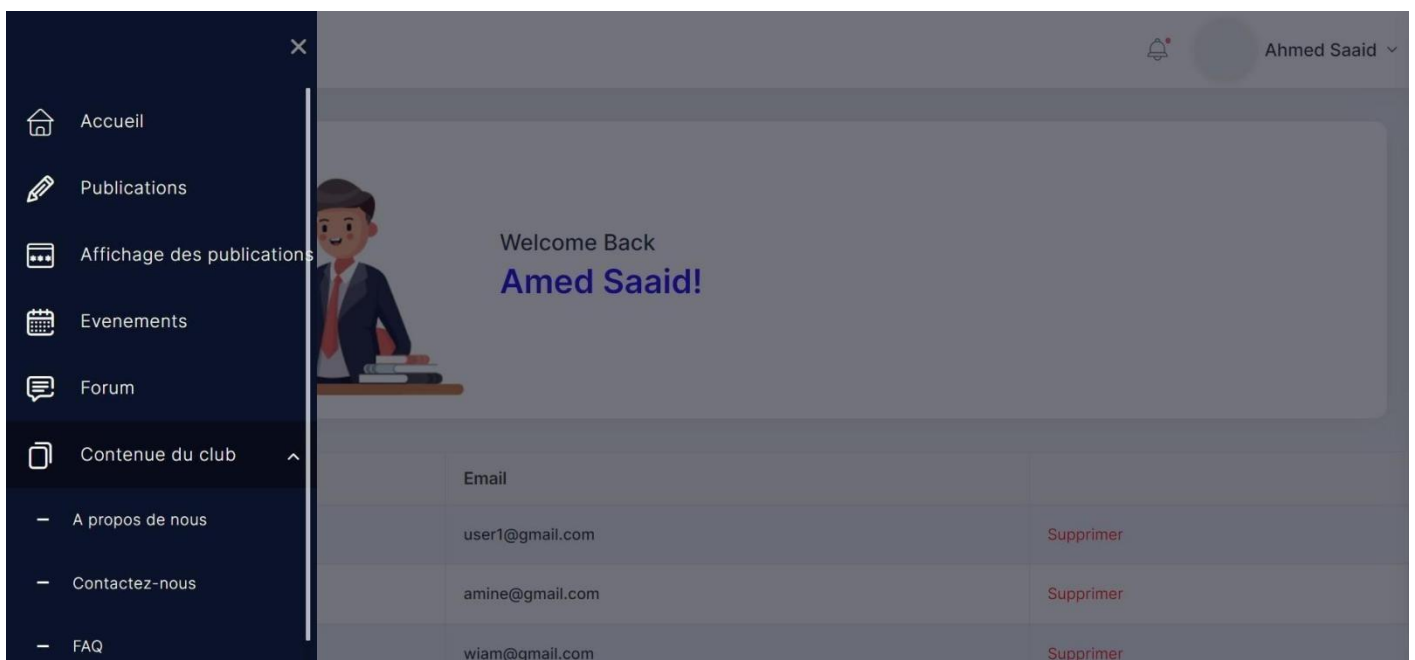 Ahmed Saaid
Accueil
Publications
Affichage des publications
Evenements
Forum
Contenue du club
A propos de nous
Contactez-nous
FAQ
Welcome Back
Amed Saaid!
Email
user1@gmail.com Supprimer
amine@gmail.com Supprimer
wiam@gmail.com Supprimer